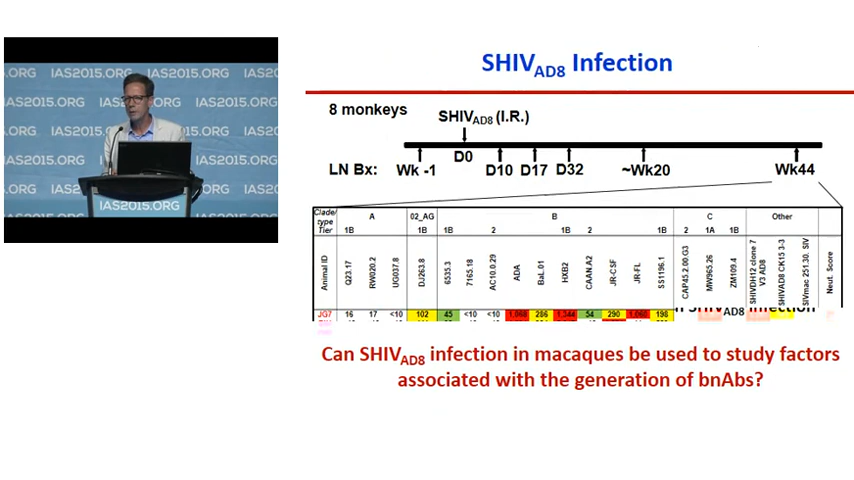 IAS2015.ORG
SHIVAD8 Infection
8 monkeys
SHIVAD8 (I.R.)
D0
LN Bx: Wk -1 D10 D17 D32 ~Wk20 Wk44
Clade/type A 02_AG B C Other
Tier 1B 1B 1B 2 1B 2 1B 2 1A 1B
Animal ID Q23.17 RW020.2 UG037.8 DJ263.8 6535.3 7165.18 AC10.0.29 ADA BaL.01 HXB2 CAAN.A2 JR-CSF JR-FL SS1196.1 CAP45.2.00.G3 MW965.26 ZM109.4 SHIVDH12 clone 7 V3 AD8 SHIVAD8 CK15 3-3 SIVmac 251.30, SIV Neut. Score
JG7 16 17 <10 102 45 <10 <10 1,068 286 1,344 54 290 1,068 198
Can SHIVAD8 infection in macaques be used to study factors
associated with the generation of bnAbs?